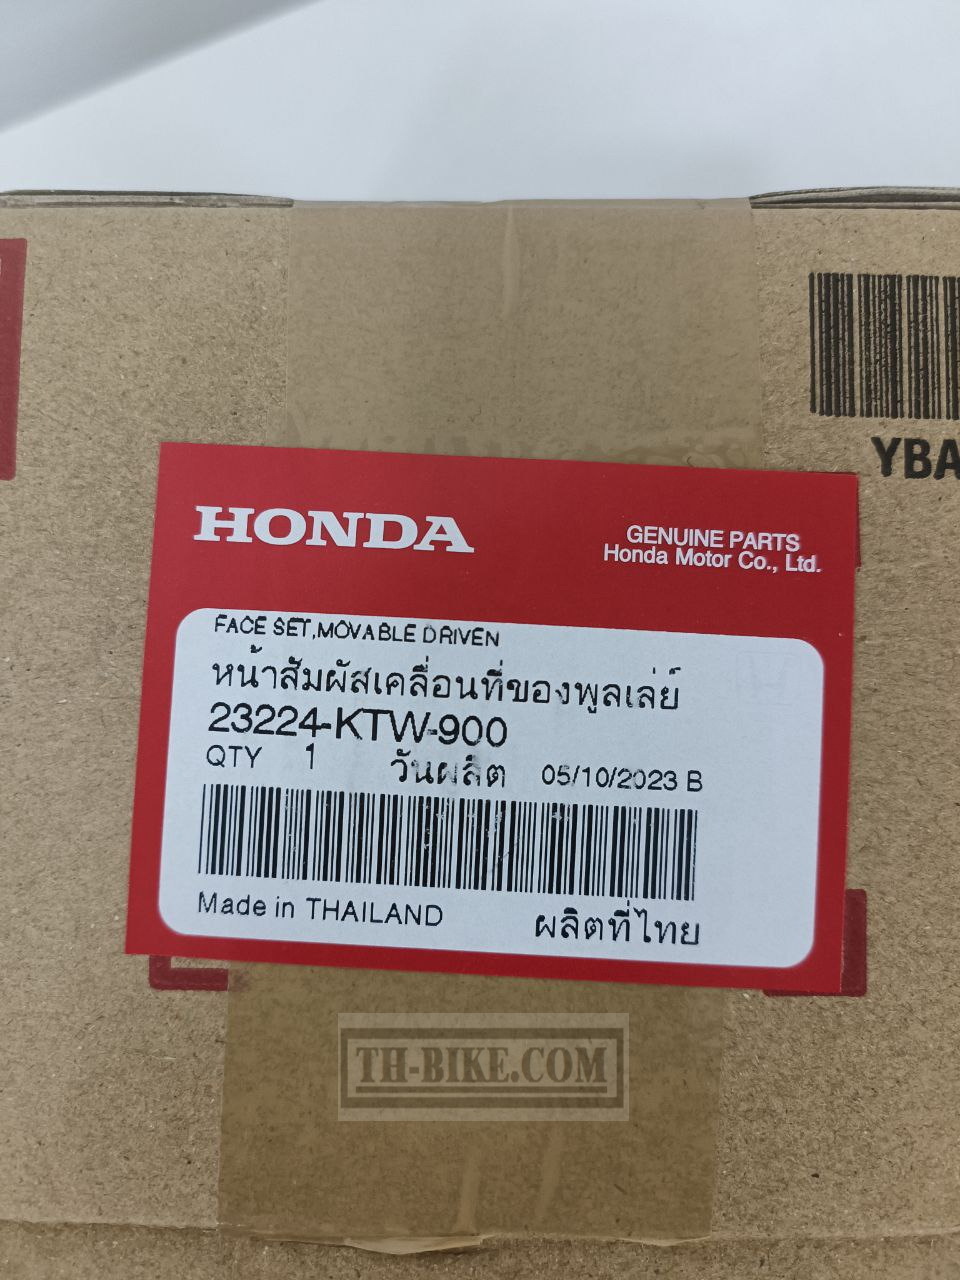 YBA
HONDA
GENUINE PARTS
Honda Motor Co., Ltd.
FACE SET,MOVABLE DRIVEN
หน้าสัมผัสเคลื่อนที่ของพูลเล่ย์
23224-KTW-900
QTY 1 วันผลิต 05/10/2023 B
Made in THAILAND ผลิตที่ไทย
TH-BIKE.COM